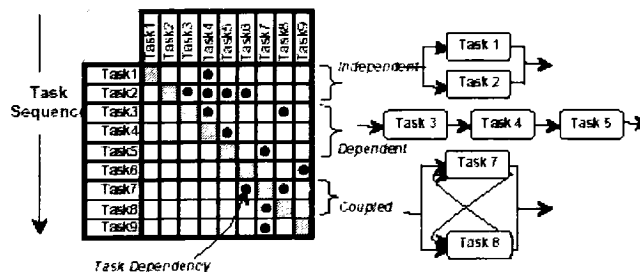 Task1 Task2 Task3 Task4 Task5 Task6 Task7 Task8 Task9
Task Sequence
Task1
Task2
Task3
Task4
Task5
Task6
Task7
Task8
Task9
Independent
Dependent
Coupled
Task Dependency
Task 1
Task 2
Task 3 Task 4 Task 5
Task 7
Task 8